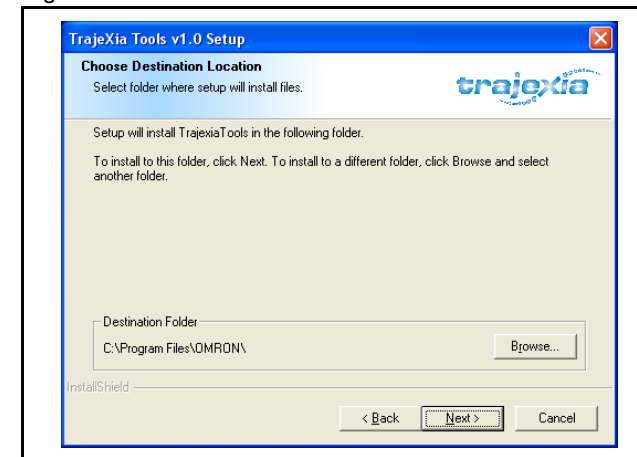 TrajeXia Tools v1.0 Setup
Choose Destination Location
Select folder where setup will install files.
trajexia
Setup will install TrajexiaTools in the following folder.
To install to this folder, click Next. To install to a different folder, click Browse and select
another folder.
Destination Folder
C:\Program Files\OMRON\
Browse...
InstallShield
< Back
Next >
Cancel